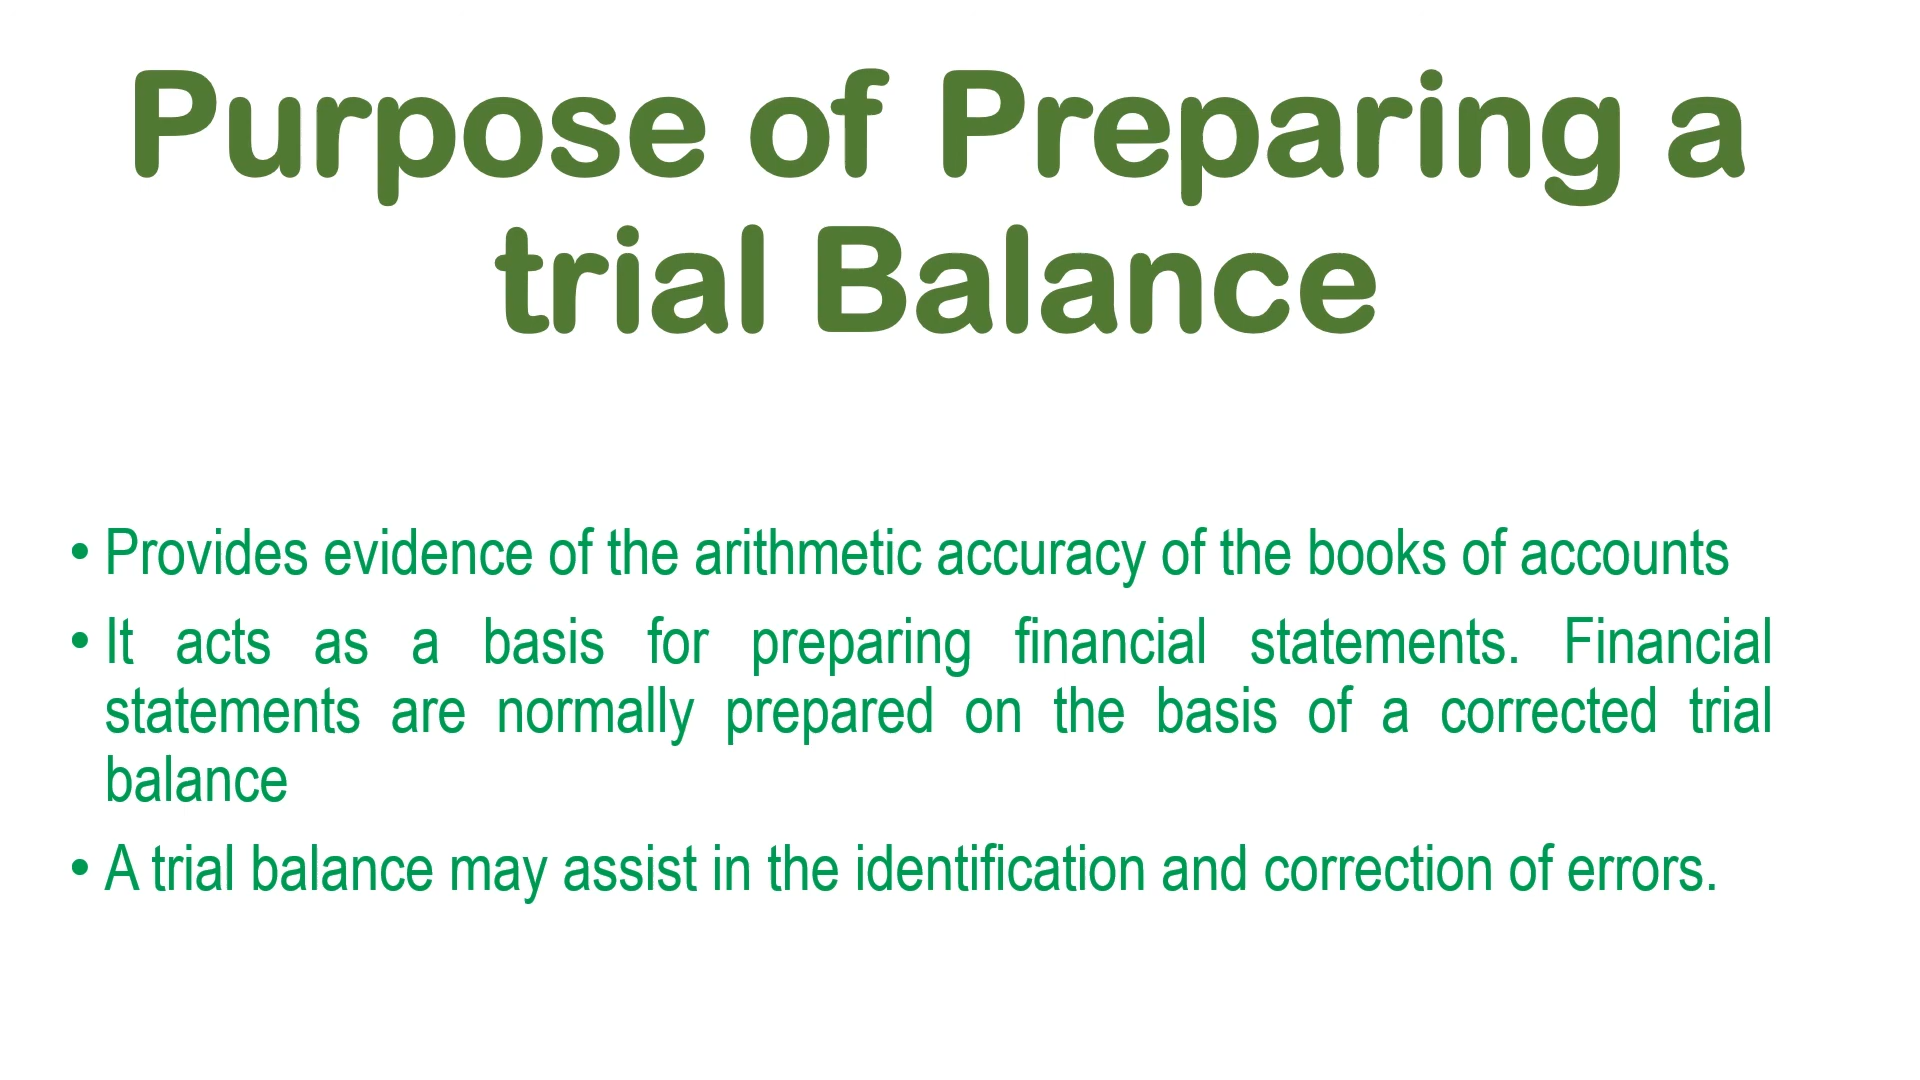 Purpose of Preparing a
trial Balance
• Provides evidence of the arithmetic accuracy of the books of accounts
• It acts as a basis for preparing financial statements. Financial
statements are normally prepared on the basis of a corrected trial
balance
• A trial balance may assist in the identification and correction of errors.